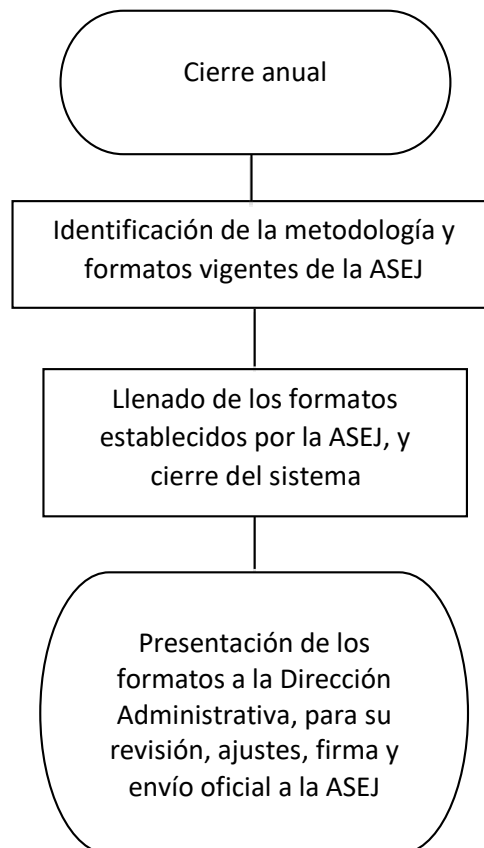 Cierre anual
Identificación de la metodología y
formatos vigentes de la ASEJ
Llenado de los formatos
establecidos por la ASEJ, y
cierre del sistema
Presentación de los
formatos a la Dirección
Administrativa, para su
revisión, ajustes, firma y
envío oficial a la ASEJ